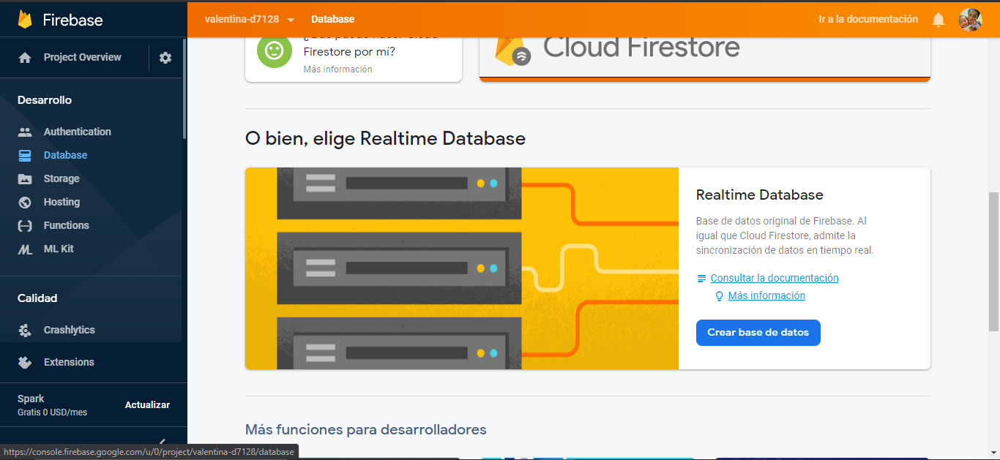 Firebase
valentina-d7128
Database
Ir a la documentación
Project Overview
Desarrollo
Authentication
Database
Storage
Hosting
Functions
ML Kit
Calidad
Crashlytics
Extensions
Spark
Gratis 0 USD/mes
Actualizar
https://console.firebase.google.com/u/0/project/valentina-d7128/database
¿Qué puede hacer Cloud
Firestore por mí?
Más información
Cloud Firestore
O bien, elige Realtime Database
Realtime Database
Base de datos original de Firebase. Al
igual que Cloud Firestore, admite la
sincronización de datos en tiempo real.
Consultar la documentación
Más información
Crear base de datos
Más funciones para desarrolladores